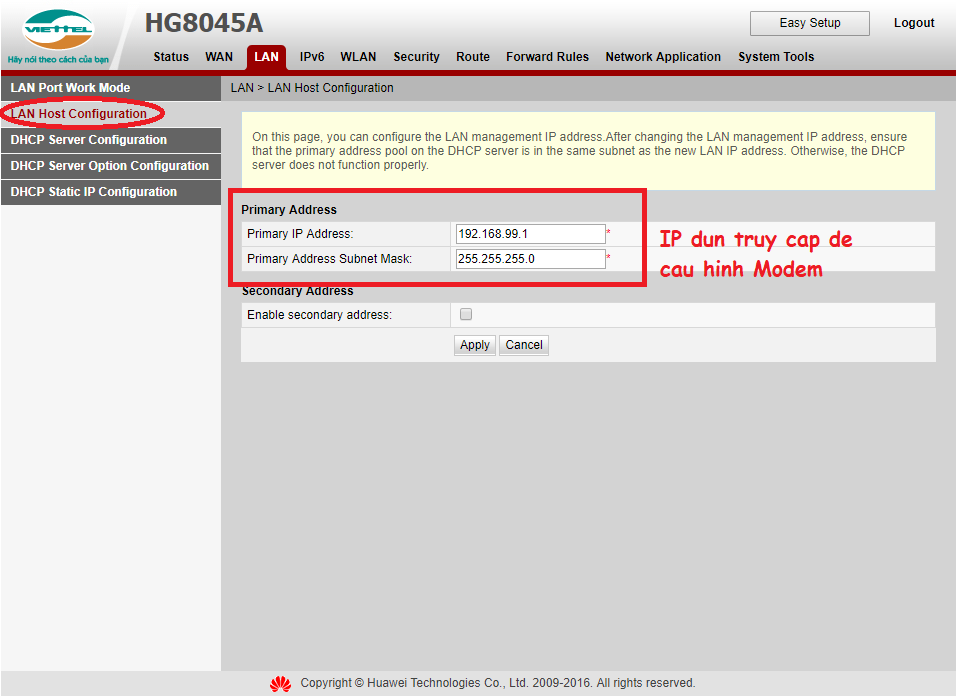 VIETTEL
Hãy nói theo cách của bạn
HG8045A
Easy Setup
Logout
Status WAN LAN IPv6 WLAN Security Route Forward Rules Network Application System Tools
LAN Port Work Mode
LAN Host Configuration
DHCP Server Configuration
DHCP Server Option Configuration
DHCP Static IP Configuration
LAN > LAN Host Configuration
On this page, you can configure the LAN management IP address.After changing the LAN management IP address, ensure
that the primary address pool on the DHCP server is in the same subnet as the new LAN IP address. Otherwise, the DHCP
server does not function properly.
Primary Address
Primary IP Address: 192.168.99.1 *
Primary Address Subnet Mask: 255.255.255.0 *
IP dun truy cap de
cau hinh Modem
Secondary Address
Enable secondary address:
Apply Cancel
Copyright © Huawei Technologies Co., Ltd. 2009-2016. All rights reserved.